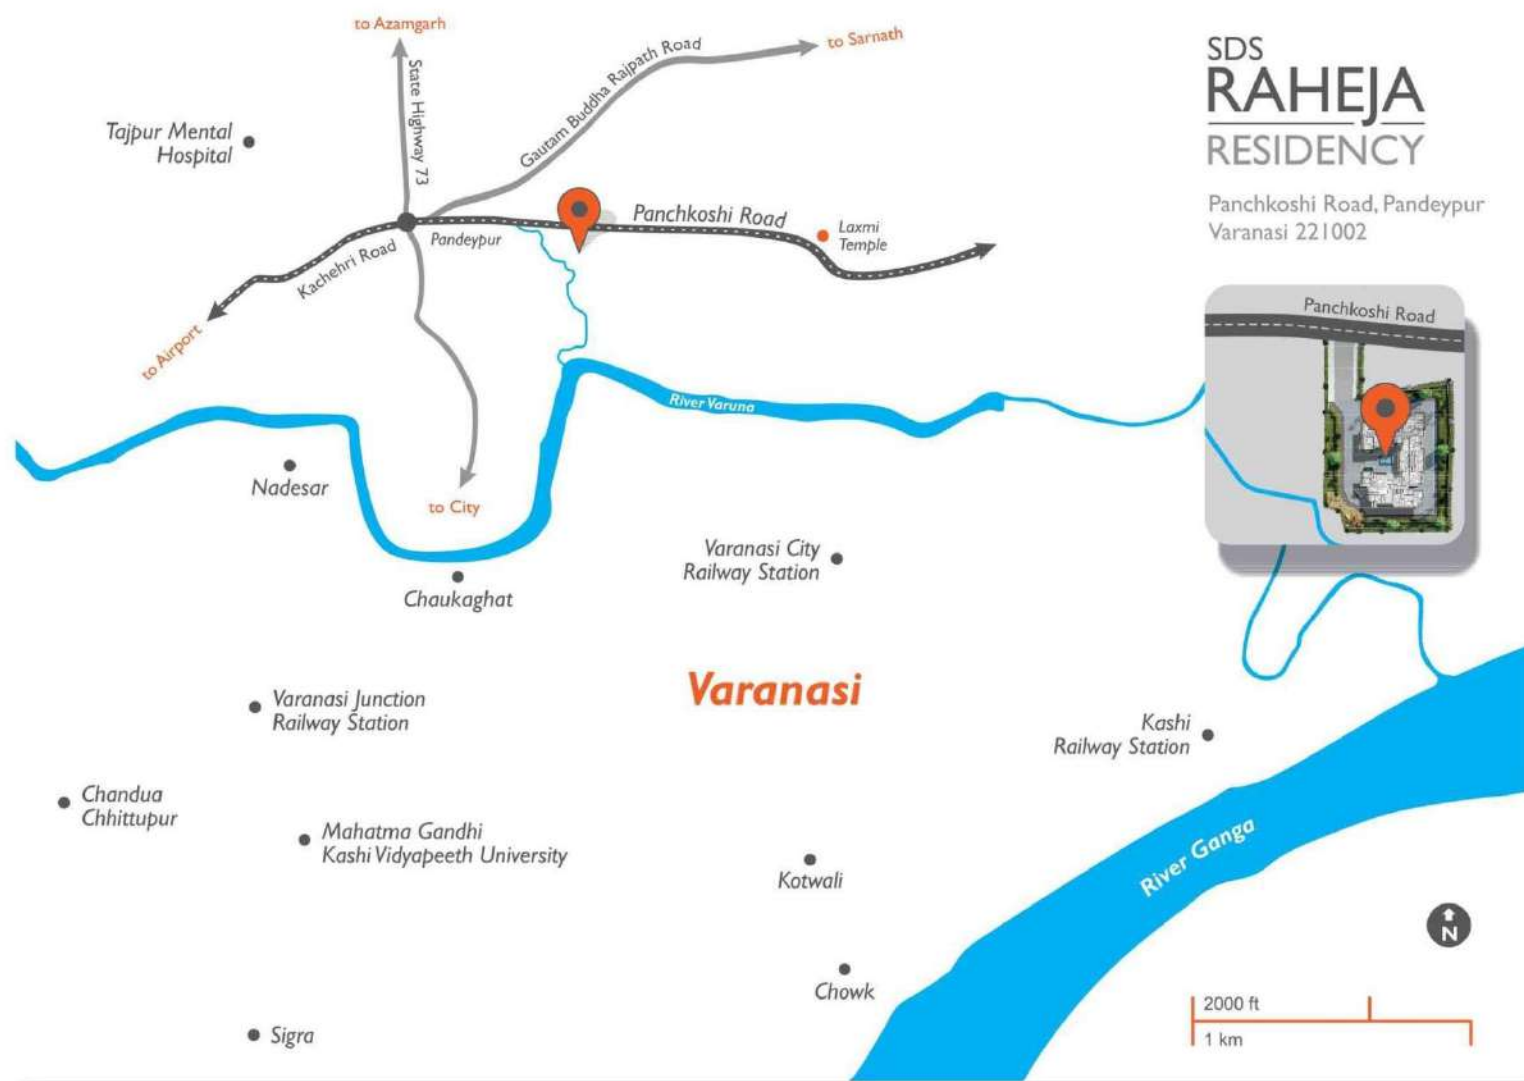 to Azamgarh
State Highway 73
Gautam Buddha Rajpath Road
to Sarnath
SDS
RAHEJA
RESIDENCY
Panchkoshi Road, Pandeypur
Varanasi 221002
Tajpur Mental
Hospital
Panchkoshi Road
Laxmi
Temple
Pandeypur
Kachehri Road
to Airport
Panchkoshi Road
River Varuna
Nadesar
to City
Chaukaghat
Varanasi City
Railway Station
Varanasi
Varanasi Junction
Railway Station
Kashi
Railway Station
Chandua
Chhittupur
Mahatma Gandhi
Kashi Vidyapeeth University
Kotwali
River Ganga
N
Chowk
Sigra
2000 ft
1 km